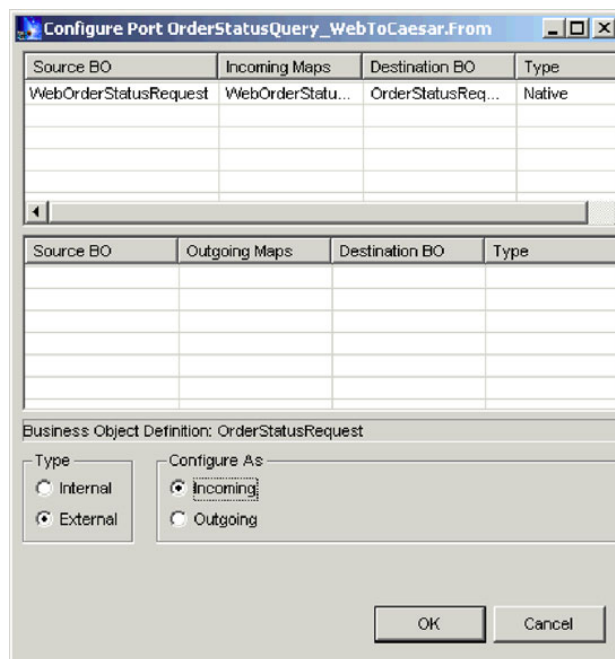 Configure Port OrderStatusQuery_WebToCaesar.From
Source BO Incoming Maps Destination BO Type
WebOrderStatusRequest WebOrderStatu... OrderStatusReq... Native
Source BO Outgoing Maps Destination BO Type
Business Object Definition: OrderStatusRequest
Type Configure As
Internal Incoming
External Outgoing
OK Cancel